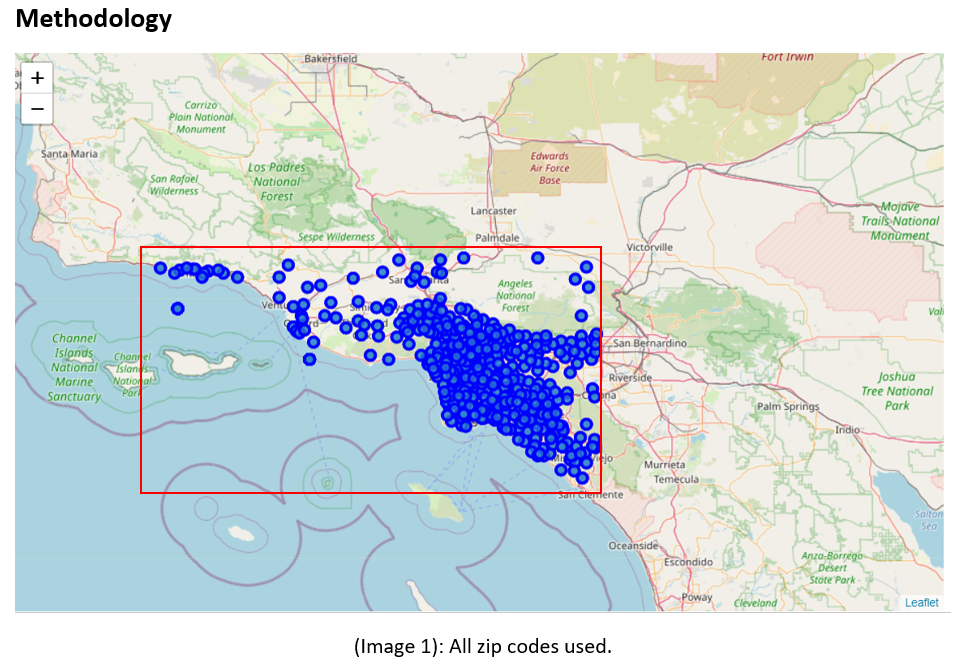 Methodology
+
−
Bakersfield
Fort Irwin
Carrizo
Plain National
Monument
Santa Maria
Edwards
Air Force
Base
San Rafael
Wilderness
Los Padres
National
Forest
Lancaster
Mojave
Trails National
Monument
Sespe Wilderness
Palmdale
Victorville
Angeles
National
Forest
San Bernardino
Channel
Islands
National
Marine
Sanctuary
Channel
Islands
National
Park
Riverside
Joshua
Tree National
Park
Palm Springs
Indio
Murrieta
Temecula
San Clemente
Salton
Sea
Oceanside
Escondido
Anza-Borrego
Desert
State Park
Poway
Cleveland
Leaflet
(Image 1): All zip codes used.